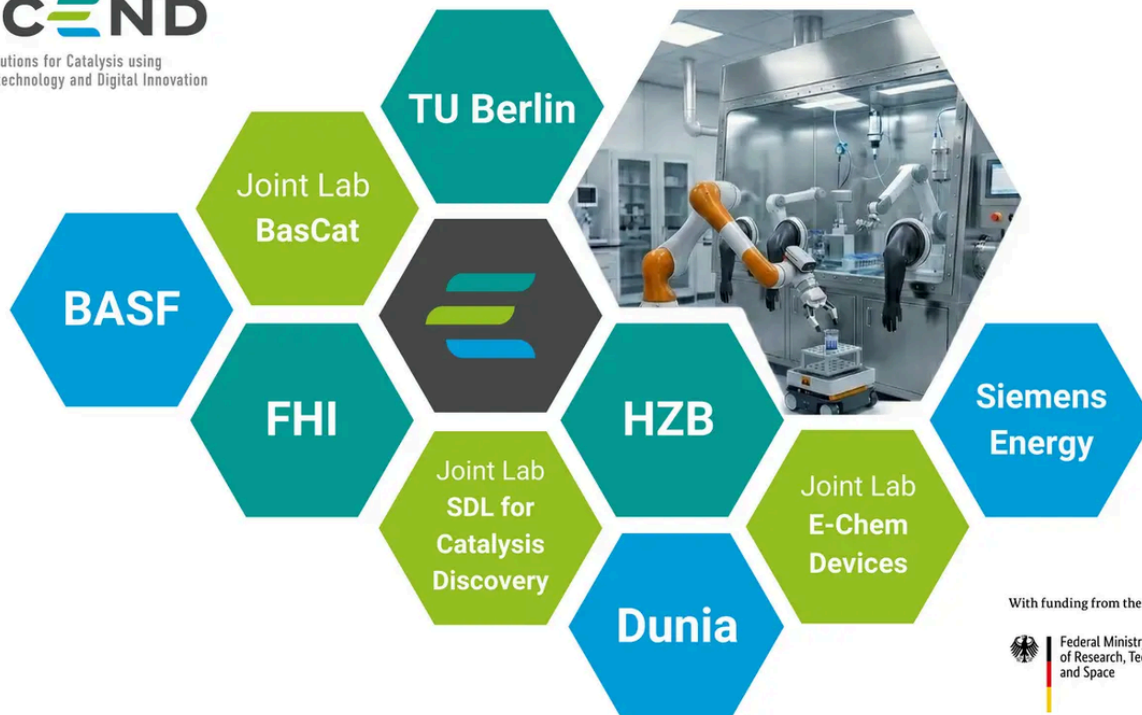 CEND
utions for Catalysis using
technology and Digital Innovation
TU Berlin
Joint Lab
BasCat
BASF
FHI
HZB
Siemens
Energy
Joint Lab
SDL for
Catalysis
Discovery
Joint Lab
E-Chem
Devices
Dunia
With funding from the
Federal Ministr
of Research, Te
and Space